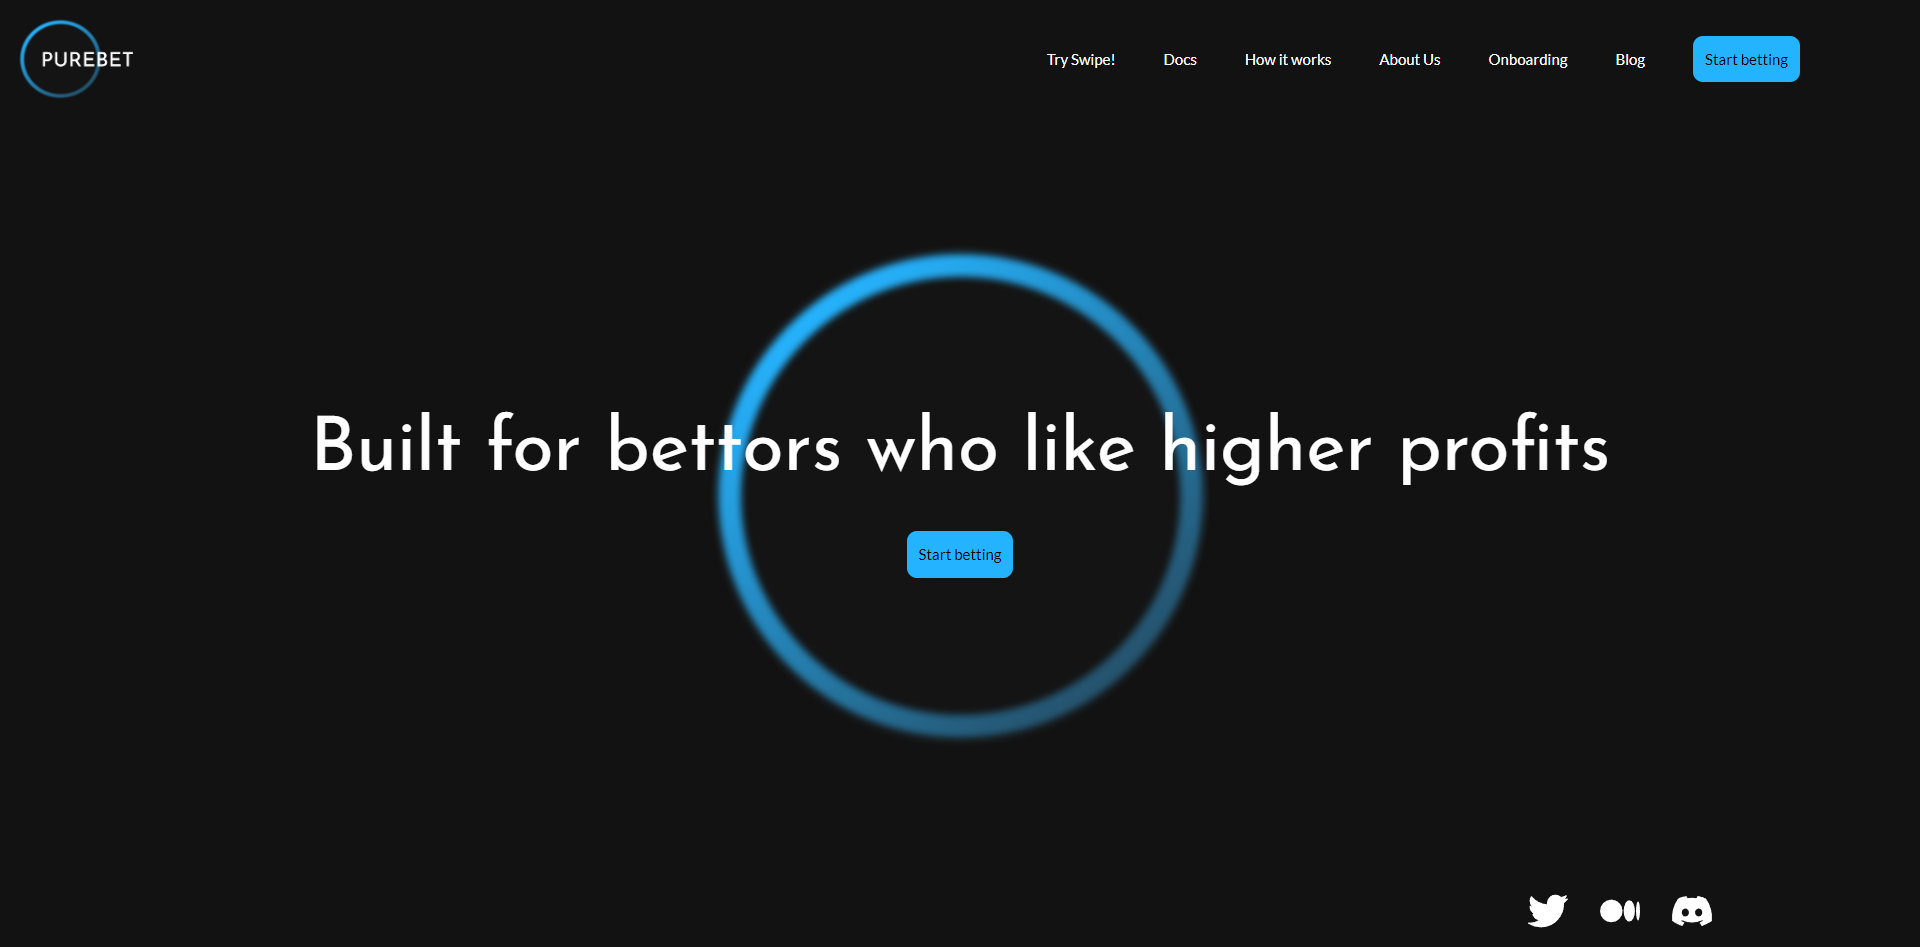 PUREBET
Try Swipe! Docs How it works About Us Onboarding Blog Start betting
Built for bettors who like higher profits
Start betting